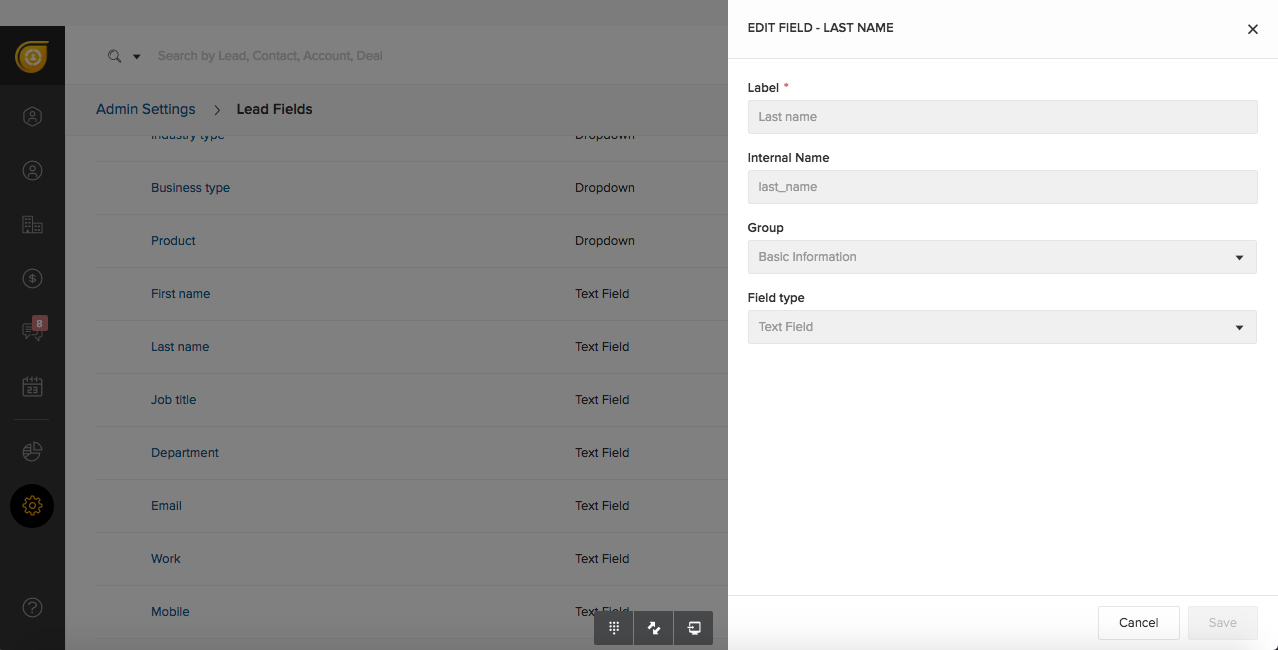 Search by Lead, Contact, Account, Deal
Admin Settings > Lead Fields
Industry type Dropdown
Business type Dropdown
Product Dropdown
First name Text Field
Last name Text Field
Job title Text Field
Department Text Field
Email Text Field
Work Text Field
Mobile Text Field
8
23
EDIT FIELD - LAST NAME
Label *
Last name
Internal Name
last_name
Group
Basic Information
Field type
Text Field
Cancel Save